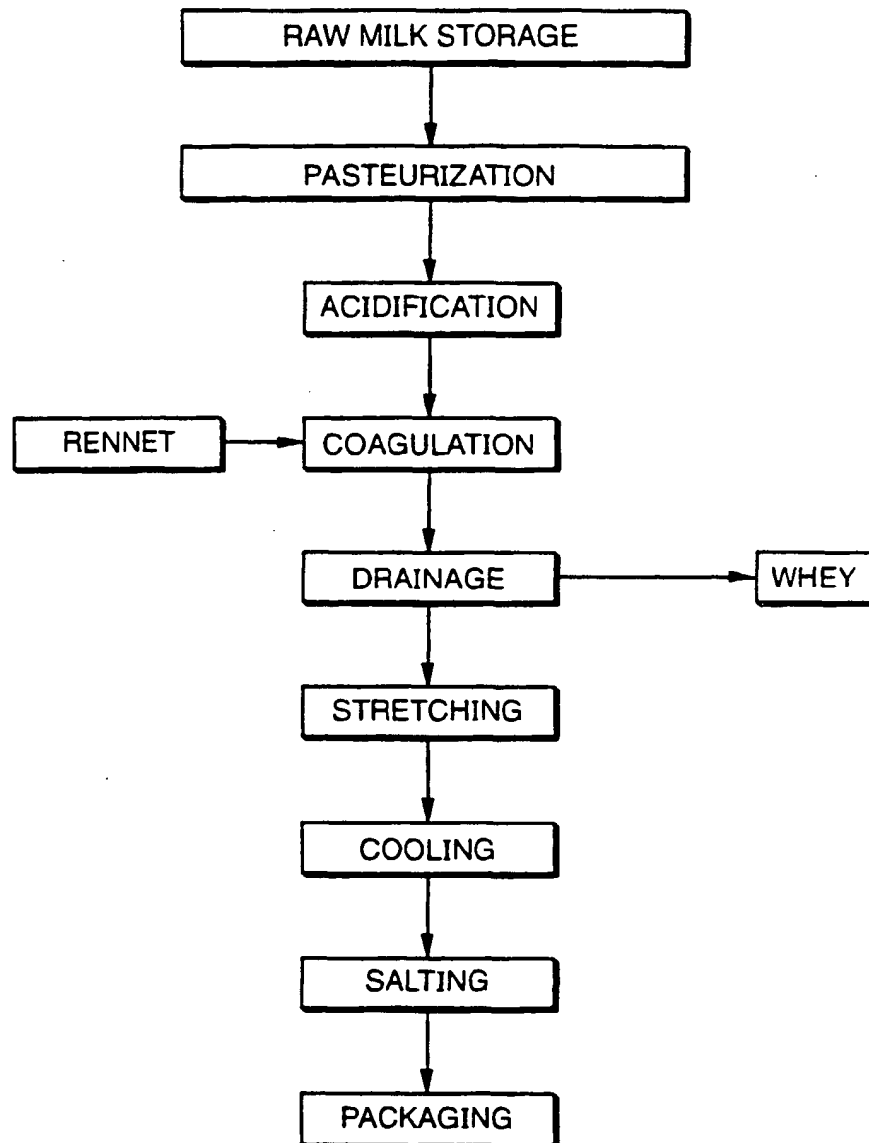 RAW MILK STORAGE
PASTEURIZATION
ACIDIFICATION
RENNET
COAGULATION
DRAINAGE
WHEY
STRETCHING
COOLING
SALTING
PACKAGING